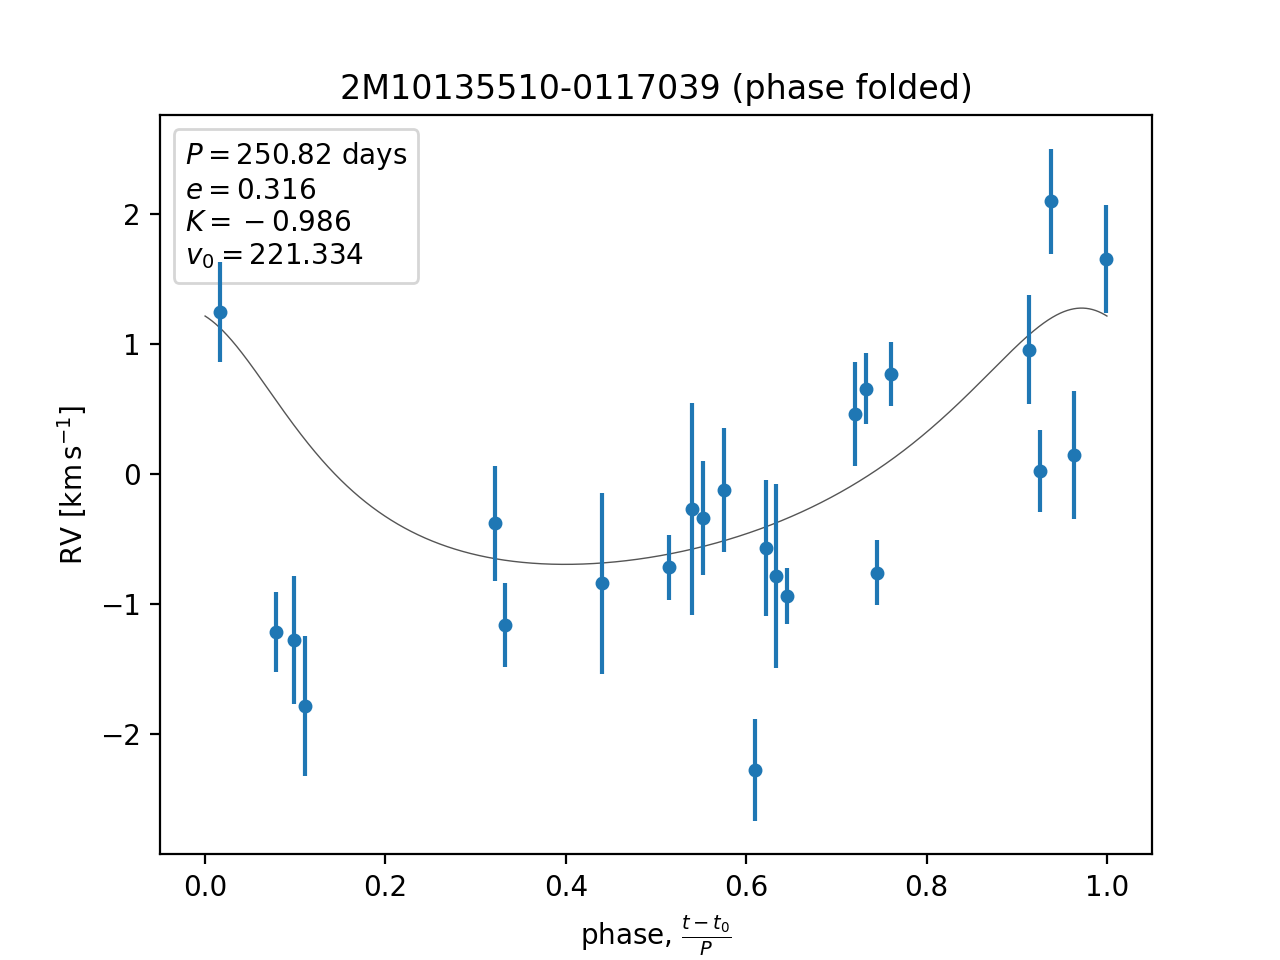 2M10135510-0117039 (phase folded)
P = 250.82 days
e = 0.316
K = −0.986
v₀ = 221.334
RV [km s⁻¹]
2
1
0
−1
−2
0.0 0.2 0.4 0.6 0.8 1.0
phase, (t − t₀)/P